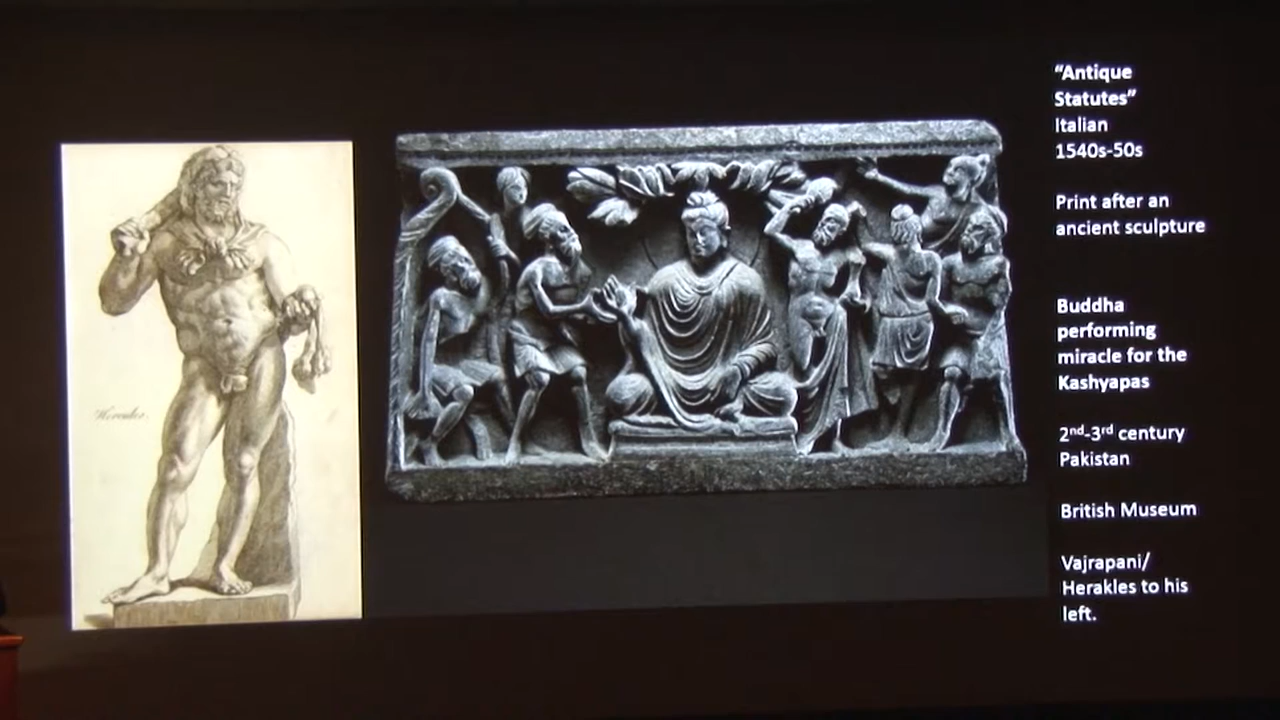 Hercules.
“Antique
Statutes”
Italian
1540s-50s
Print after an
ancient sculpture
Buddha
performing
miracle for the
Kashyapas
2nd-3rd century
Pakistan
British Museum
Vajrapani/
Herakles to his
left.